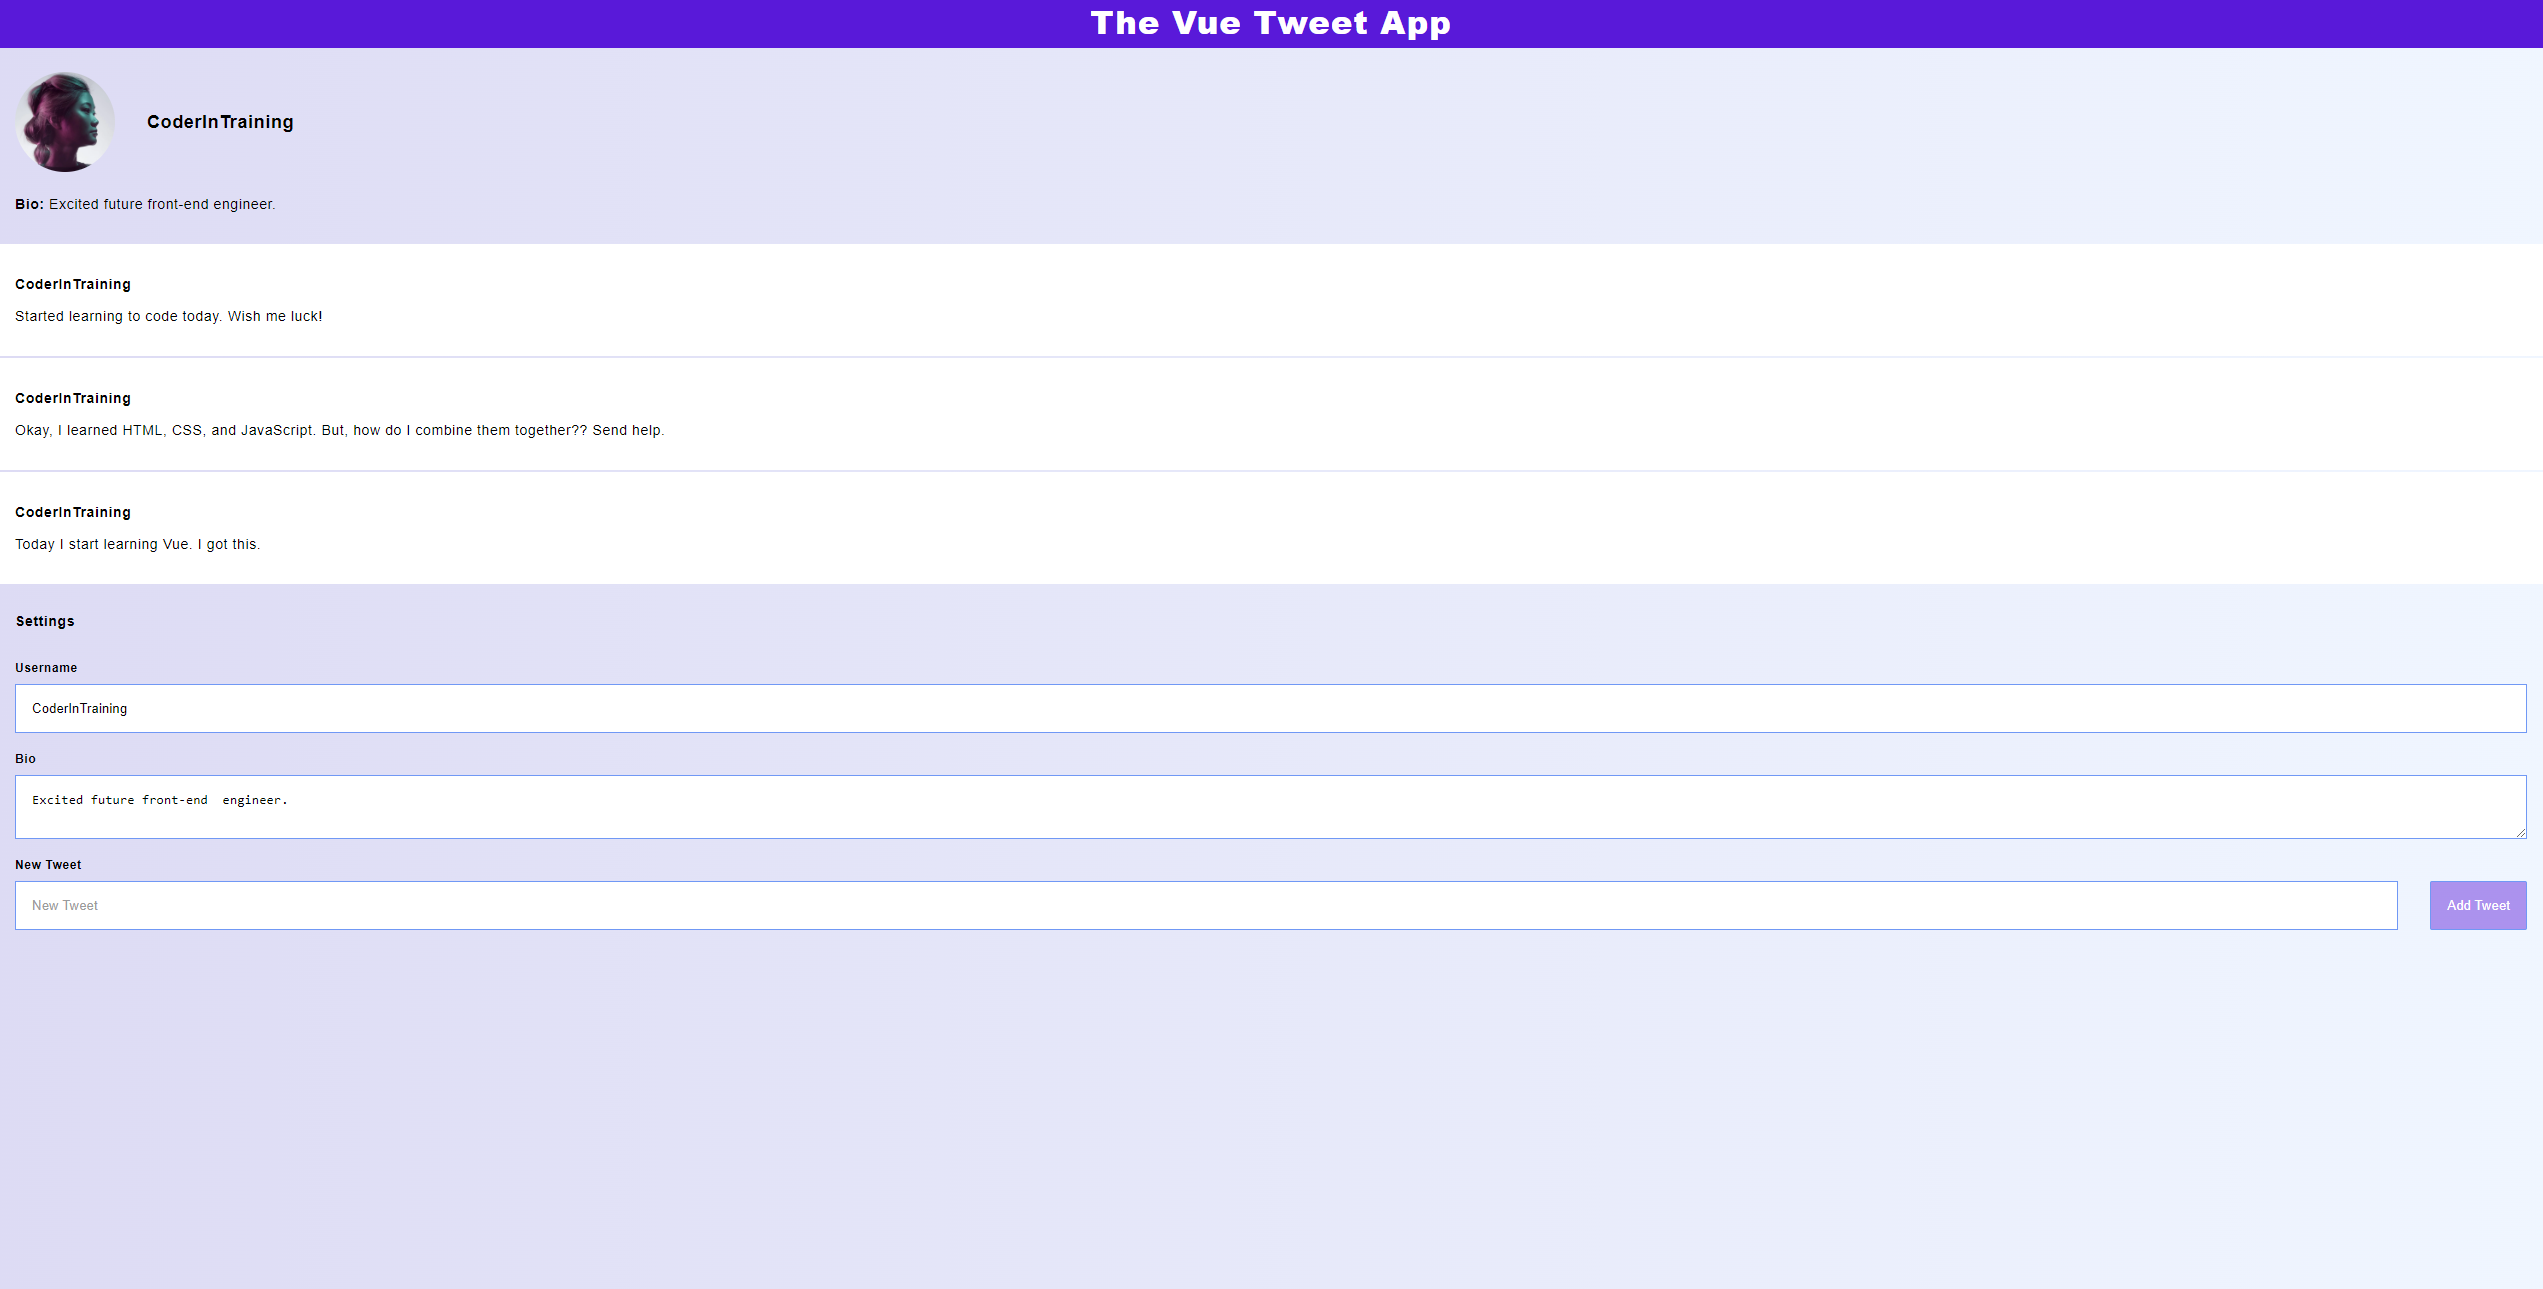 The Vue Tweet App
CoderInTraining
Bio: Excited future front-end engineer.
CoderInTraining
Started learning to code today. Wish me luck!
CoderInTraining
Okay, I learned HTML, CSS, and JavaScript. But, how do I combine them together?? Send help.
CoderInTraining
Today I start learning Vue. I got this.
Settings
Username
CoderInTraining
Bio
Excited future front-end  engineer.
New Tweet
New Tweet
Add Tweet